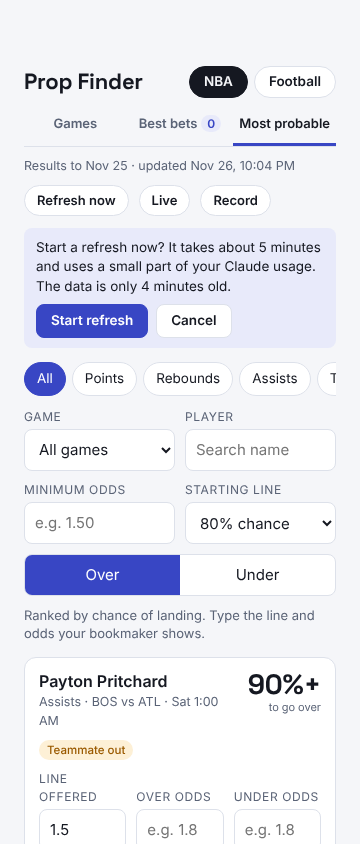 Prop Finder
NBA
Football
Games
Best bets 0
Most probable
Results to Nov 25 · updated Nov 26, 10:04 PM
Refresh now
Live
Record
Start a refresh now? It takes about 5 minutes
and uses a small part of your Claude usage.
The data is only 4 minutes old.
Start refresh
Cancel
All
Points
Rebounds
Assists
GAME
PLAYER
All games
Search name
MINIMUM ODDS
STARTING LINE
e.g. 1.50
80% chance
Over
Under
Ranked by chance of landing. Type the line and
odds your bookmaker shows.
Payton Pritchard
90%+
Assists · BOS vs ATL · Sat 1:00
AM
to go over
Teammate out
LINE
OFFERED
OVER ODDS
UNDER ODDS
1.5
e.g. 1.8
e.g. 1.8